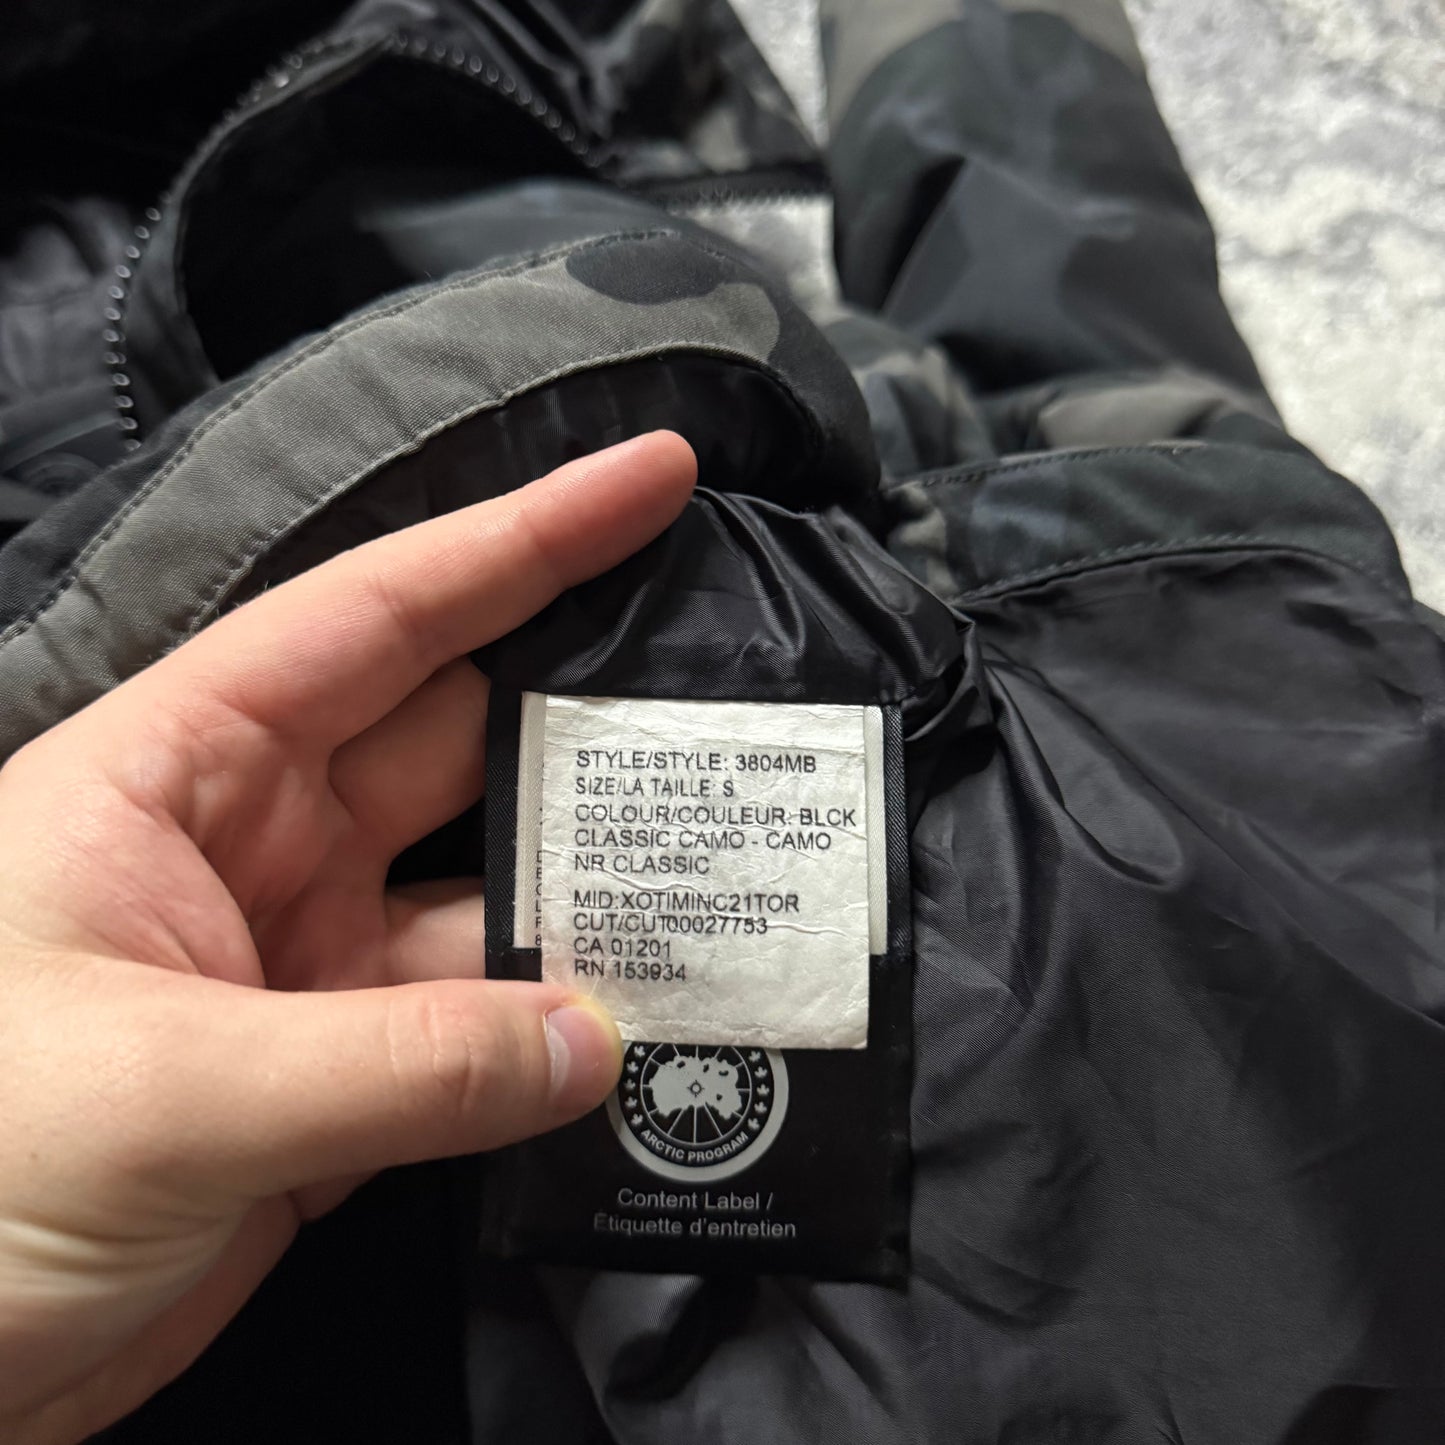 STYLE/STYLE: 3804MB
SIZE/LA TAILLE: S
COLOUR/COULEUR: BLCK
CLASSIC CAMO - CAMO
NR CLASSIC
MID:XOTIMINC21TOR
CUT/CUT00027753
CA 01201
RN 153934
ARCTIC PROGRAM
Content Label /
Étiquette d'entretien